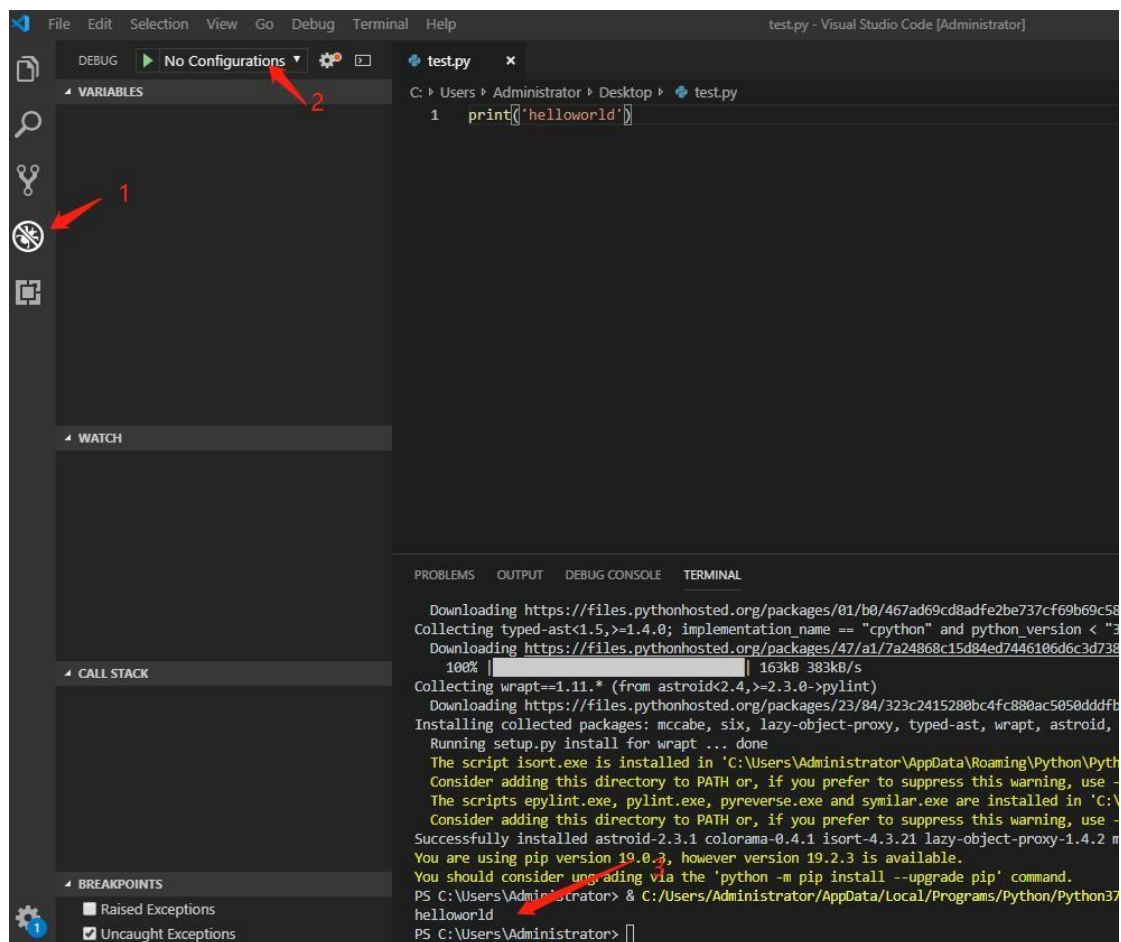 File Edit Selection View Go Debug Terminal Help test.py - Visual Studio Code [Administrator]
DEBUG No Configurations
test.py ×
VARIABLES
2
C: Users Administrator Desktop test.py
1 print('helloworld')
1
WATCH
PROBLEMS OUTPUT DEBUG CONSOLE TERMINAL
Downloading https://files.pythonhosted.org/packages/01/b0/467ad69cd8adfe2be737cf69b69c58
Collecting typed-ast<1.5,>=1.4.0; implementation_name == "cpython" and python_version < "3
Downloading https://files.pythonhosted.org/packages/47/a1/7a24868c15d84ed7446106d6c3d738
100% | | 163kB 383kB/s
CALL STACK
Collecting wrapt==1.11.* (from astroid<2.4,>=2.3.0->pylint)
Downloading https://files.pythonhosted.org/packages/23/84/323c2415280bc4fc880ac5050dddfb
Installing collected packages: mccabe, six, lazy-object-proxy, typed-ast, wrapt, astroid,
Running setup.py install for wrapt ... done
The script isort.exe is installed in 'C:\Users\Administrator\AppData\Roaming\Python\Pyth
Consider adding this directory to PATH or, if you prefer to suppress this warning, use -
The scripts epylint.exe, pylint.exe, pyreverse.exe and symilar.exe are installed in 'C:\
Consider adding this directory to PATH or, if you prefer to suppress this warning, use -
Successfully installed astroid-2.3.1 colorama-0.4.1 isort-4.3.21 lazy-object-proxy-1.4.2 m
You are using pip version 19.0.3, however version 19.2.3 is available.
3
You should consider upgrading via the 'python -m pip install --upgrade pip' command.
BREAKPOINTS
PS C:\Users\Administrator> & C:/Users/Administrator/AppData/Local/Programs/Python/Python37
Raised Exceptions
helloworld
Uncaught Exceptions
PS C:\Users\Administrator>
1